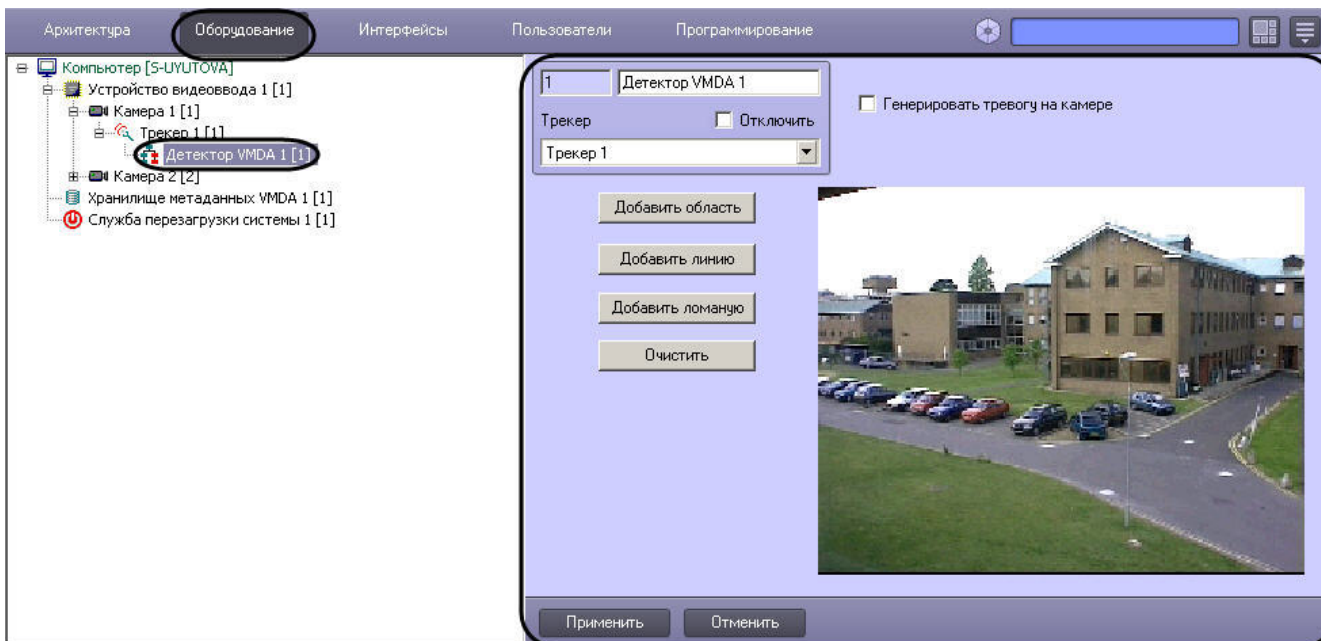 Архитектура Оборудование Интерфейсы Пользователи Программирование
Компьютер [S-UYUTOVA]
Устройство видеоввода 1 [1]
Камера 1 [1]
Трекер 1 [1]
Детектор VMDA 1 [1]
Камера 2 [2]
Хранилище метаданных VMDA 1 [1]
Служба перезагрузки системы 1 [1]
1 Детектор VMDA 1
Трекер Отключить
Трекер 1
Генерировать тревогу на камере
Добавить область
Добавить линию
Добавить ломаную
Очистить
Применить Отменить